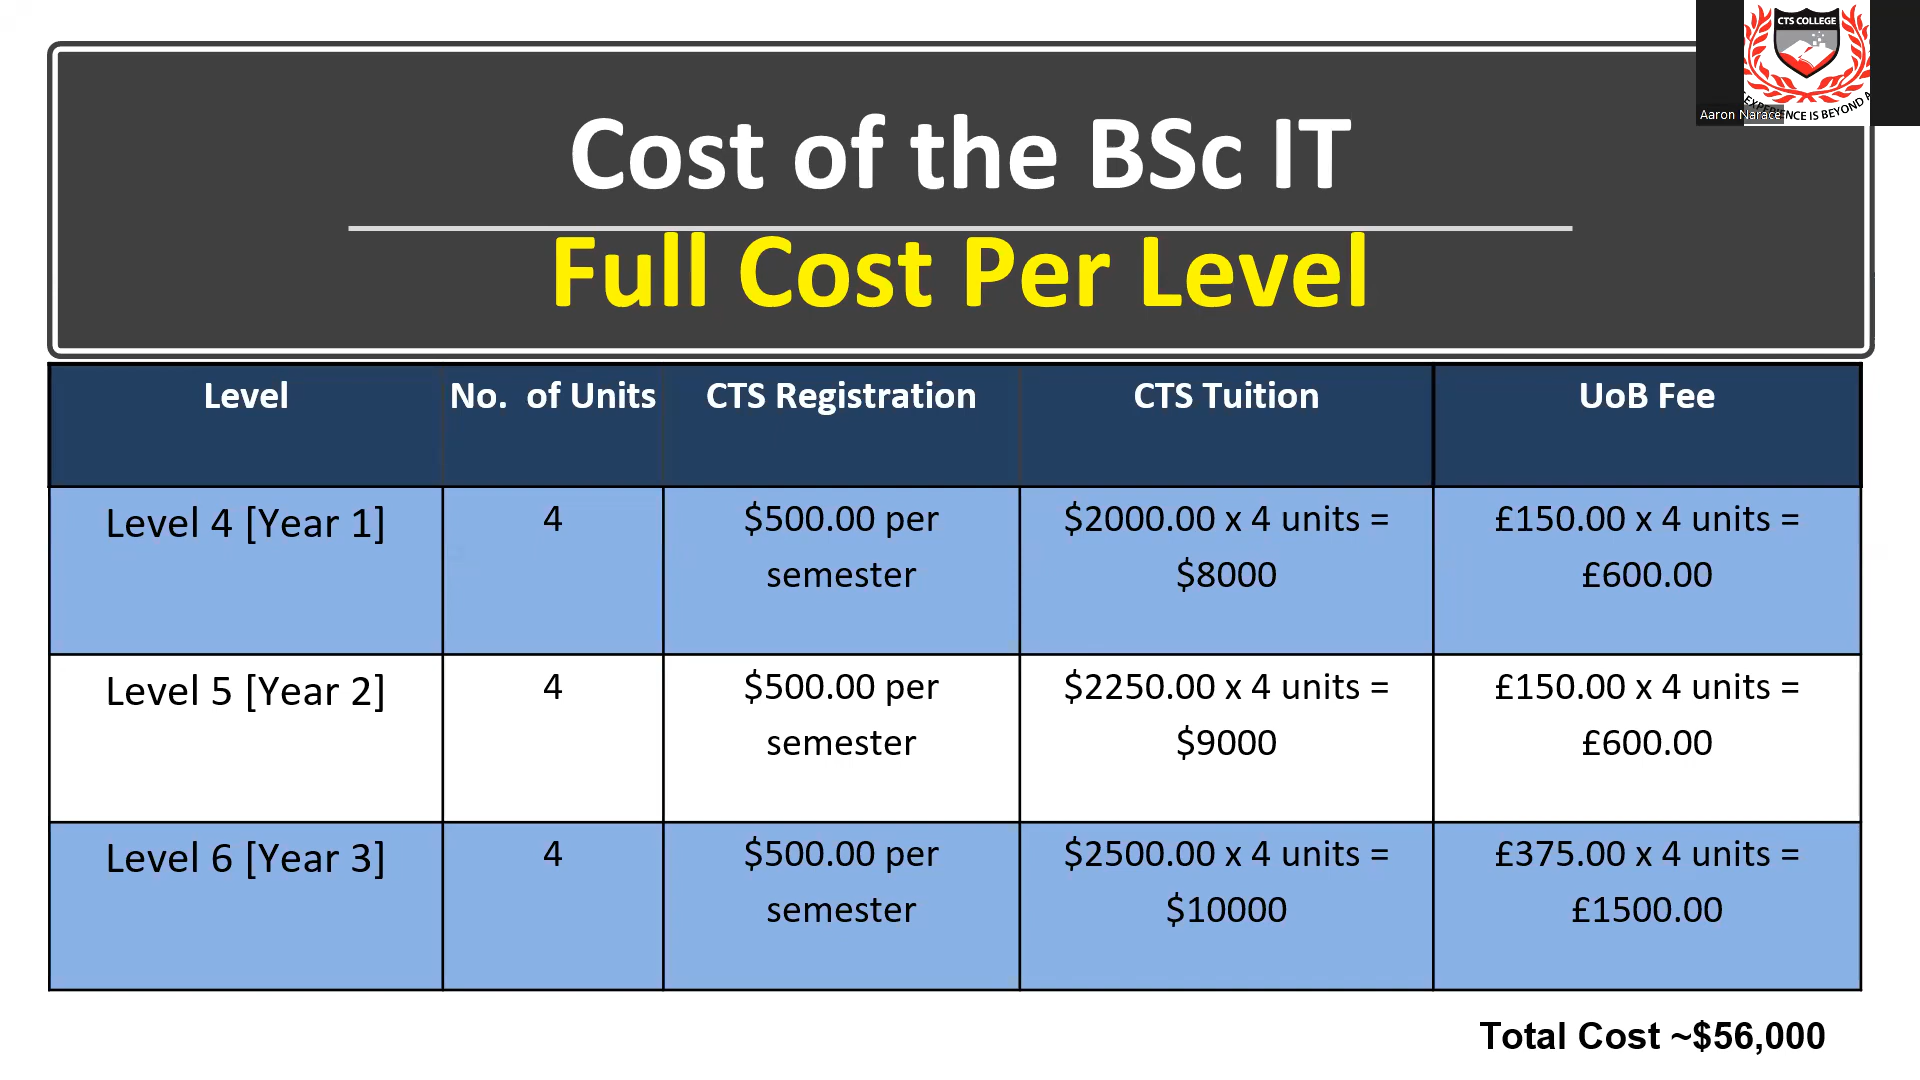 CTS COLLEGE
EXPERIENCE IS BEYOND A
Aaron Narace
Cost of the BSc IT
Full Cost Per Level
Level No. of Units CTS Registration CTS Tuition UoB Fee
Level 4 [Year 1] 4 $500.00 per semester $2000.00 x 4 units = $8000 £150.00 x 4 units = £600.00
Level 5 [Year 2] 4 $500.00 per semester $2250.00 x 4 units = $9000 £150.00 x 4 units = £600.00
Level 6 [Year 3] 4 $500.00 per semester $2500.00 x 4 units = $10000 £375.00 x 4 units = £1500.00
Total Cost ~$56,000